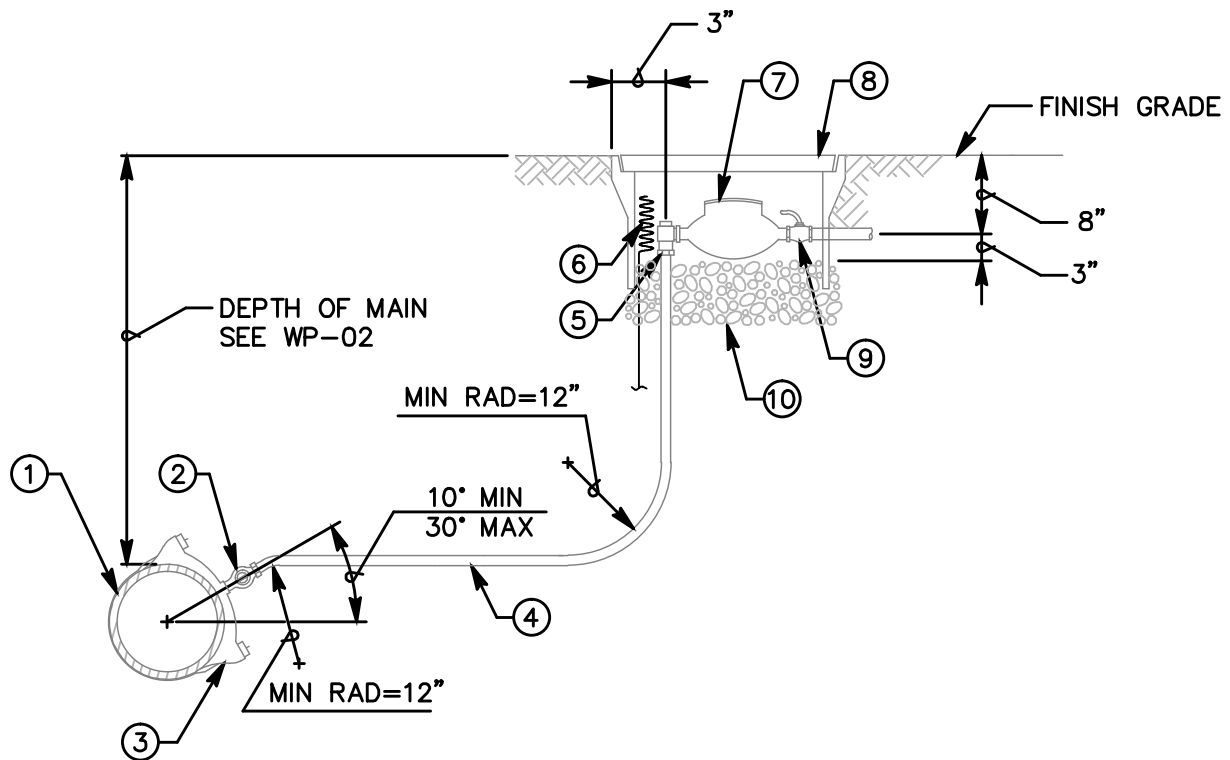 3”
7
8
FINISH GRADE
8”
3”
6
5
9
10
DEPTH OF MAIN
SEE WP-02
MIN RAD=12”
1
2
10° MIN
30° MAX
4
MIN RAD=12”
3